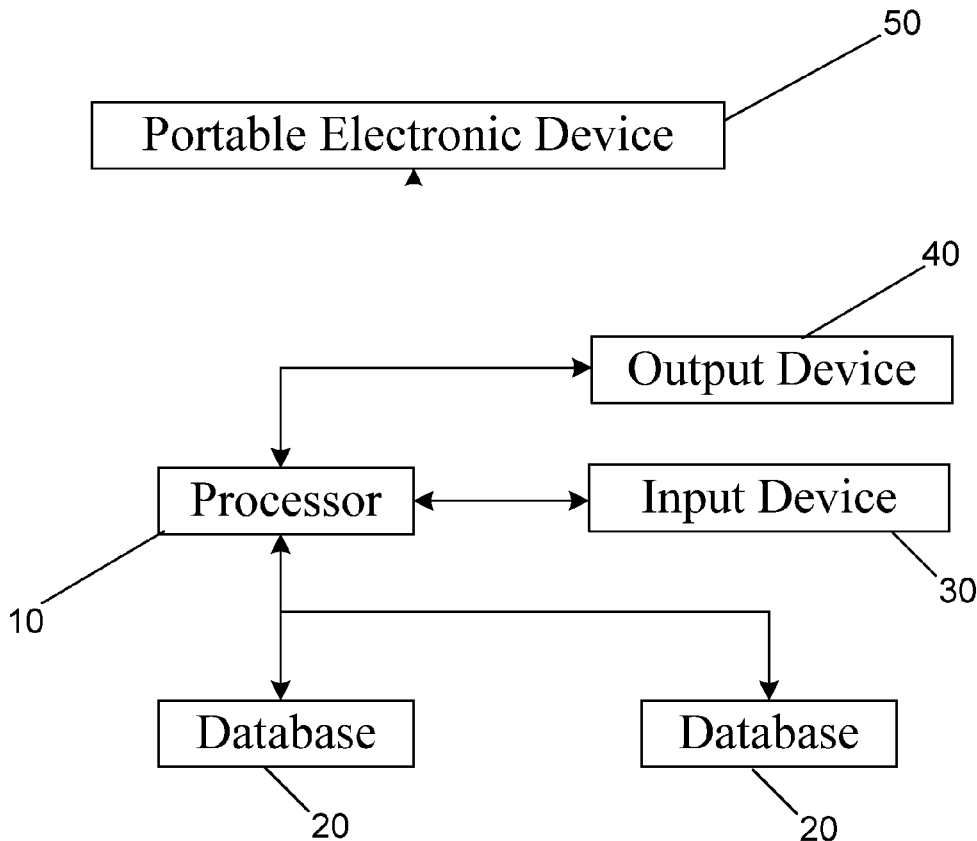 50
Portable Electronic Device
40
Output Device
Processor
Input Device
10
30
Database
Database
20
20